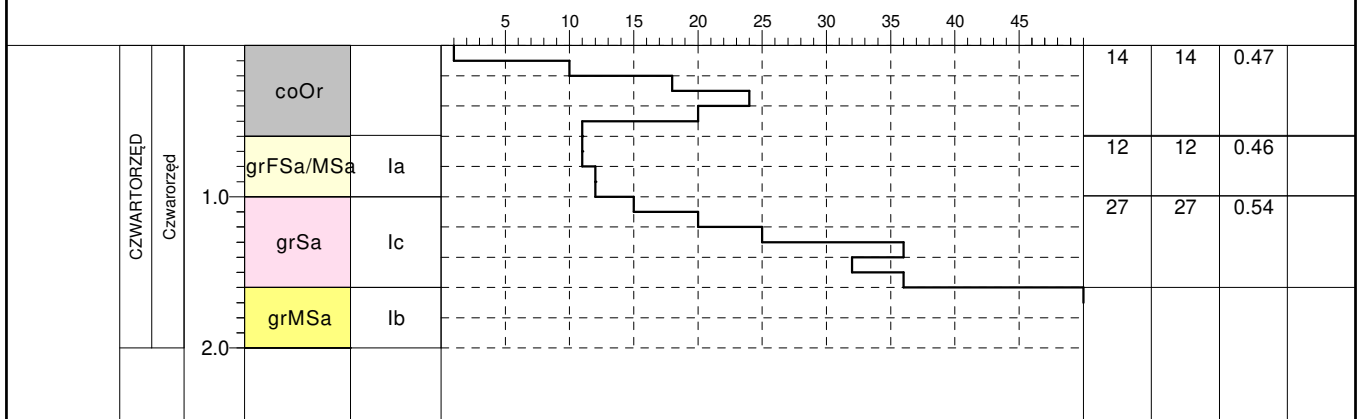 5 10 15 20 25 30 35 40 45
CZWARTORZĘD
Czwarorzęd
coOr
14 14 0.47
grFSa/MSa Ia
12 12 0.46
1.0
grSa Ic
27 27 0.54
grMSa Ib
2.0